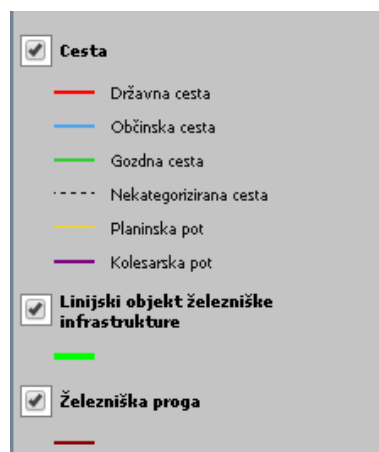 Cesta
Državna cesta
Občinska cesta
Gozdna cesta
Nekategorizirana cesta
Planinska pot
Kolesarska pot
Linijski objekt železniške
infrastrukture
Železniška proga